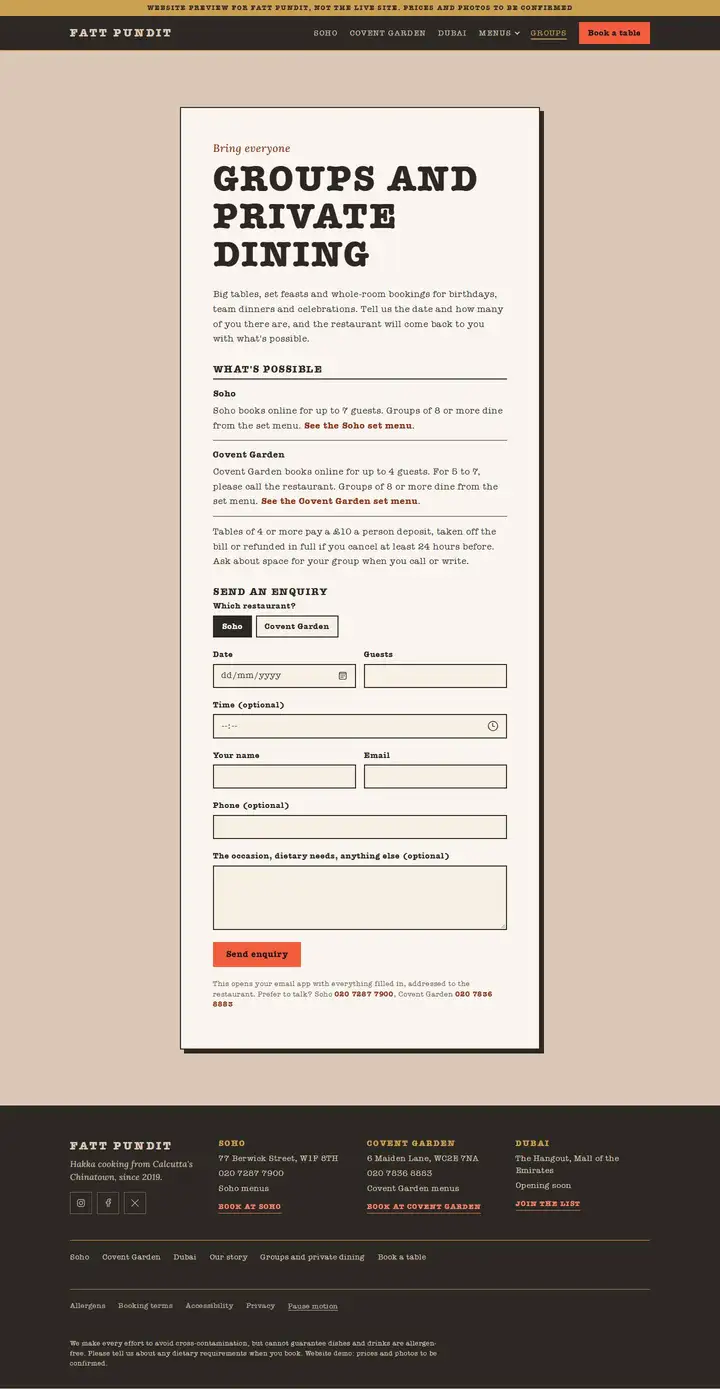 WEBSITE PREVIEW FOR FATT PUNDIT, NOT THE LIVE SITE. PRICES AND PHOTOS TO BE CONFIRMED
FATT PUNDIT
SOHO
COVENT GARDEN
DUBAI
MENUS
GROUPS
Book a table
Bring everyone
GROUPS AND
PRIVATE
DINING
Big tables, set feasts and whole-room bookings for birthdays,
team dinners and celebrations. Tell us the date and how many
of you there are, and the restaurant will come back to you
with what's possible.
WHAT'S POSSIBLE
Soho
Soho books online for up to 7 guests. Groups of 8 or more dine
from the set menu. See the Soho set menu.
Covent Garden
Covent Garden books online for up to 4 guests. For 5 to 7,
please call the restaurant. Groups of 8 or more dine from the
set menu. See the Covent Garden set menu.
Tables of 4 or more pay a £10 a person deposit, taken off the
bill or refunded in full if you cancel at least 24 hours before.
Ask about space for your group when you call or write.
SEND AN ENQUIRY
Which restaurant?
Soho
Covent Garden
Date
Guests
dd/mm/yyyy
Time (optional)
--:--
Your name
Email
Phone (optional)
The occasion, dietary needs, anything else (optional)
Send enquiry
This opens your email app with everything filled in, addressed to the
restaurant. Prefer to talk? Soho 020 7287 7900, Covent Garden 020 7836
8883
FATT PUNDIT
Hakka cooking from Calcutta's
Chinatown, since 2019.
SOHO
77 Berwick Street, W1F 8TH
020 7287 7900
Soho menus
BOOK AT SOHO
COVENT GARDEN
6 Maiden Lane, WC2E 7NA
020 7836 8883
Covent Garden menus
BOOK AT COVENT GARDEN
DUBAI
The Hangout, Mall of the
Emirates
Opening soon
JOIN THE LIST
Soho
Covent Garden
Dubai
Our story
Groups and private dining
Book a table
Allergens
Booking terms
Accessibility
Privacy
Pause motion
We make every effort to avoid cross-contamination, but cannot guarantee dishes and drinks are allergen-
free. Please tell us about any dietary requirements when you book. Website demo: prices and photos to be
confirmed.